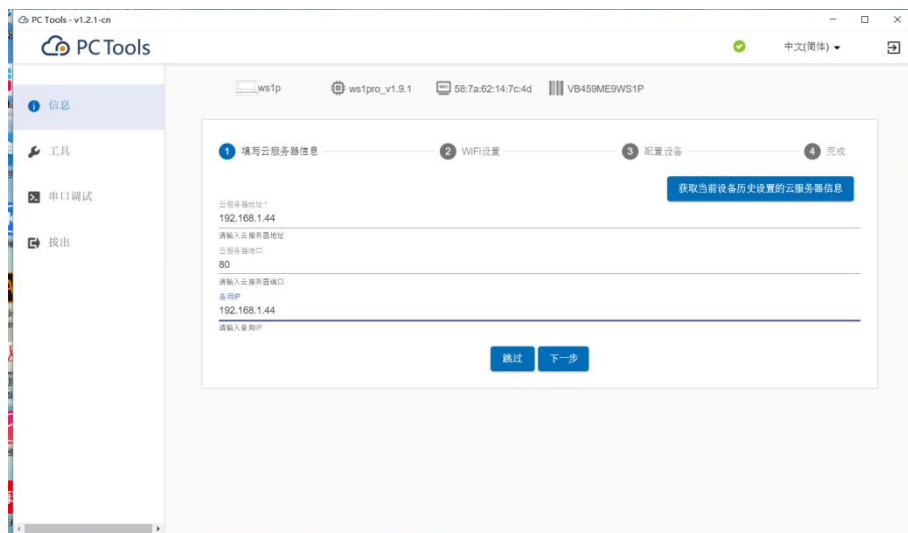 PC Tools - v1.2.1-cn
PC Tools
中文(简体)
ws1p
ws1pro_v1.9.1
58:7a:62:14:7c:4d
VB459ME9WS1P
信息
工具
串口调试
拔出
1 填写云服务器信息
2 WiFi设置
3 配置设备
4 完成
获取当前设备历史设置的云服务器信息
云服务器地址 *
192.168.1.44
请输入云服务器地址
云服务器端口
80
请输入云服务器端口
备用IP
192.168.1.44
请输入备用IP
跳过
下一步